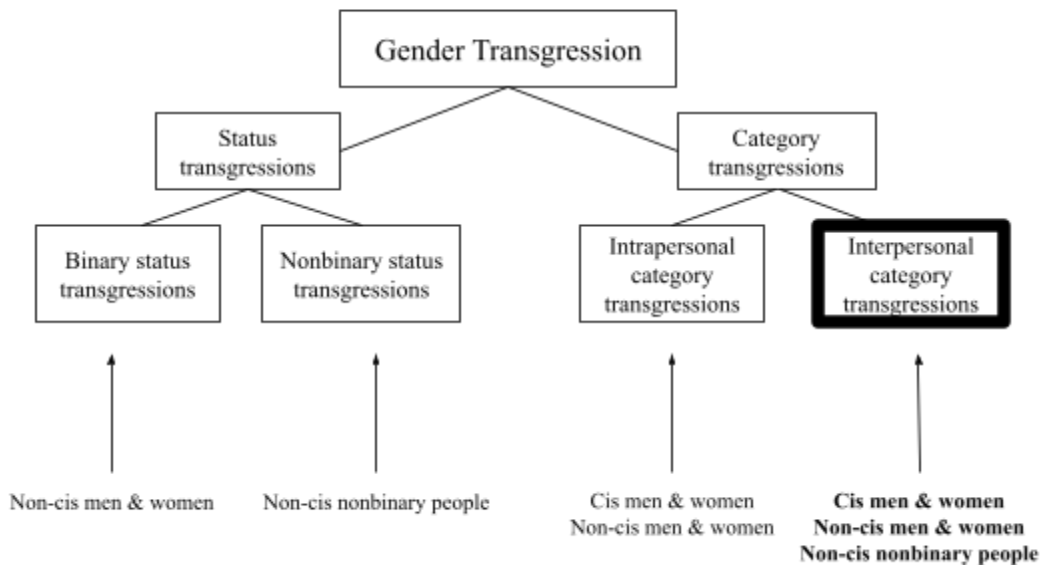 Gender Transgression
Status
transgressions
Category
transgressions
Binary status
transgressions
Nonbinary status
transgressions
Intrapersonal
category
transgressions
Interpersonal
category
transgressions
Non-cis men & women
Non-cis nonbinary people
Cis men & women
Non-cis men & women
Cis men & women
Non-cis men & women
Non-cis nonbinary people